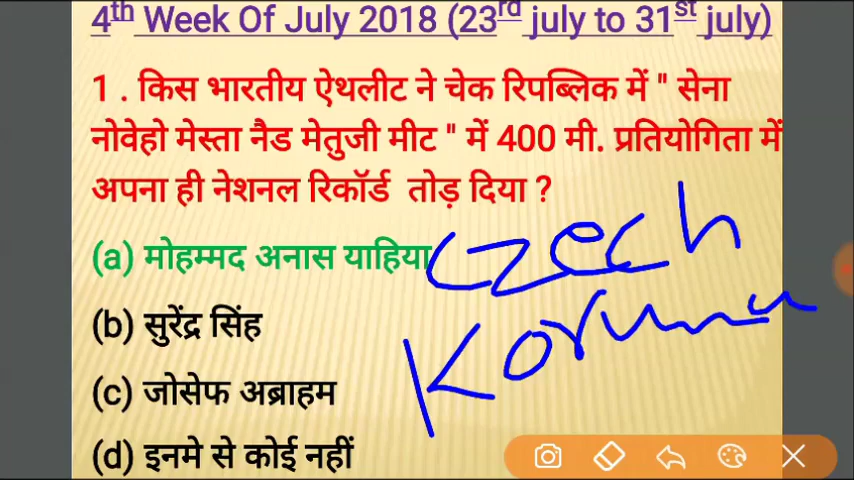 4th Week Of July 2018 (23rd july to 31st july)
1 . किस भारतीय ऐथलीट ने चेक रिपब्लिक में " सेना
नोवेहो मेस्ता नैड मेतुजी मीट " में 400 मी. प्रतियोगिता में
अपना ही नेशनल रिकॉर्ड तोड़ दिया ?
(a) मोहम्मद अनास याहिया
Czech
(b) सुरेंद्र सिंह
Koruna
(c) जोसेफ अब्राहम
(d) इनमे से कोई नहीं